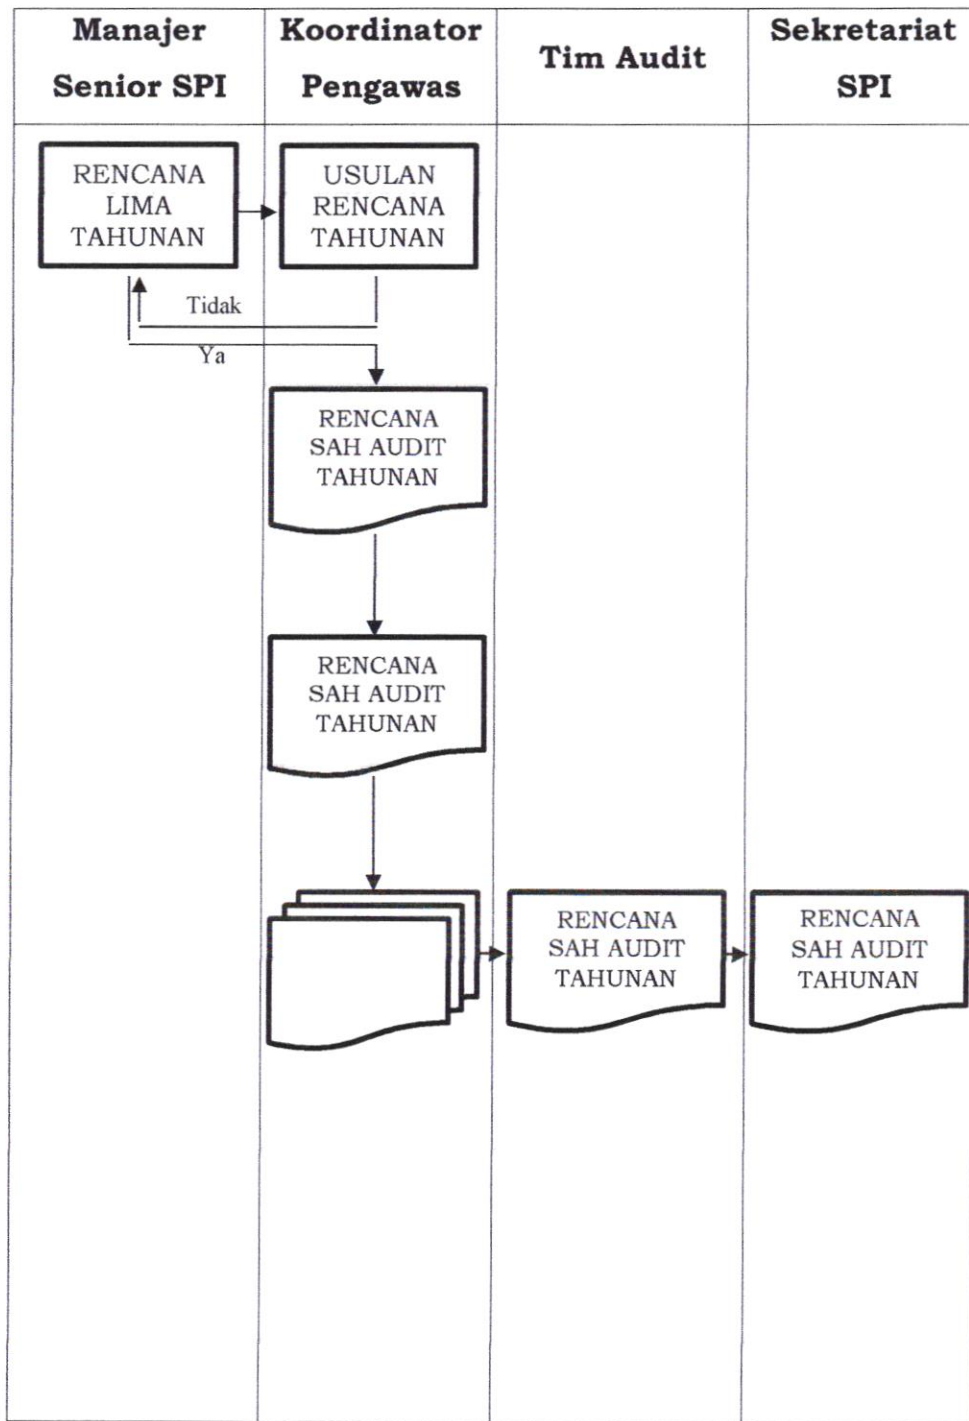 Manajer
Senior SPI
Koordinator
Pengawas
Tim Audit
Sekretariat
SPI
RENCANA
LIMA
TAHUNAN
USULAN
RENCANA
TAHUNAN
Tidak
Ya
RENCANA
SAH AUDIT
TAHUNAN
RENCANA
SAH AUDIT
TAHUNAN
RENCANA
SAH AUDIT
TAHUNAN
RENCANA
SAH AUDIT
TAHUNAN